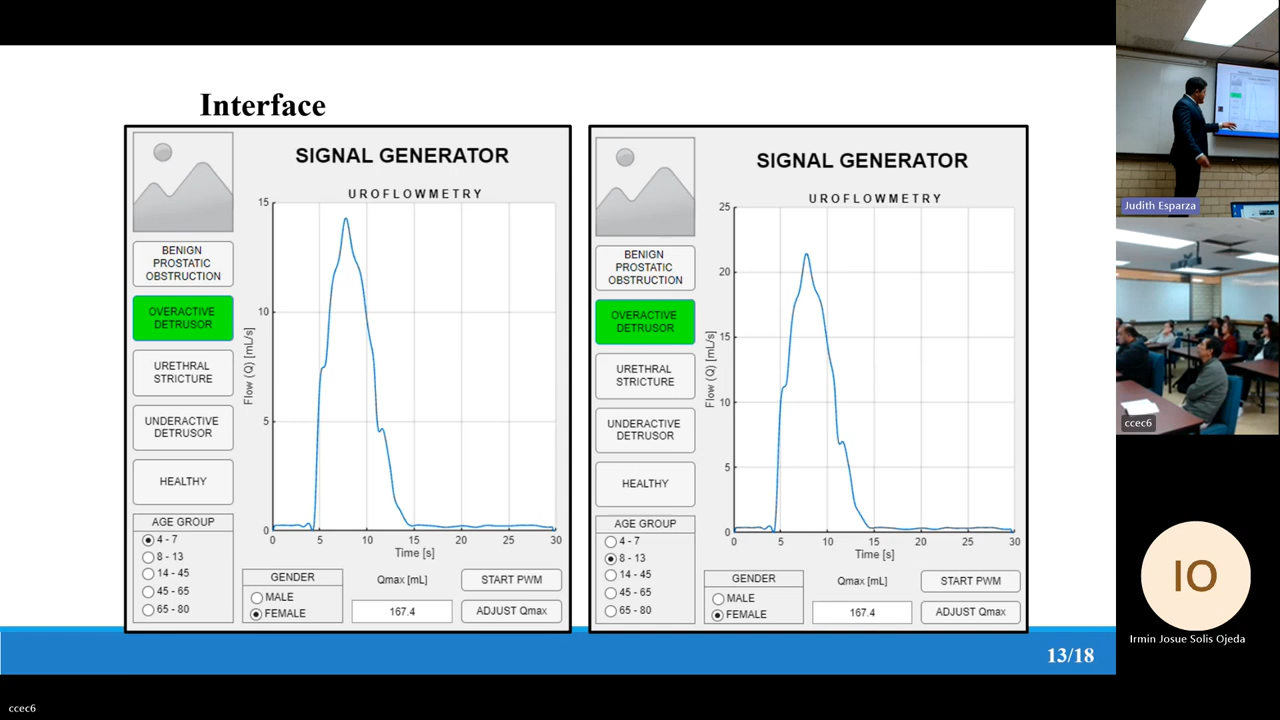 Interface
SIGNAL GENERATOR
UROFLOWMETRY
BENIGN
PROSTATIC
OBSTRUCTION
OVERACTIVE
DETRUSOR
URETHRAL
STRICTURE
UNDERACTIVE
DETRUSOR
HEALTHY
AGE GROUP
4 - 7
8 - 13
14 - 45
45 - 65
65 - 80
Flow (Q) [mL/s]
15
10
5
0
0 5 10 15 20 25 30
Time [s]
GENDER
MALE
FEMALE
Qmax [mL]
167.4
START PWM
ADJUST Qmax
SIGNAL GENERATOR
UROFLOWMETRY
BENIGN
PROSTATIC
OBSTRUCTION
OVERACTIVE
DETRUSOR
URETHRAL
STRICTURE
UNDERACTIVE
DETRUSOR
HEALTHY
AGE GROUP
4 - 7
8 - 13
14 - 45
45 - 65
65 - 80
Flow (Q) [mL/s]
25
20
15
10
5
0
0 5 10 15 20 25 30
Time [s]
GENDER
MALE
FEMALE
Qmax [mL]
167.4
START PWM
ADJUST Qmax
13/18
ccec6
Judith Esparza
ccec6
IO
Irmin Josue Solis Ojeda